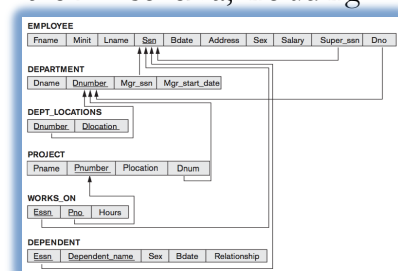 EMPLOYEE
Fname Minit Lname Ssn Bdate Address Sex Salary Super_ssn Dno
DEPARTMENT
Dname Dnumber Mgr_ssn Mgr_start_date
DEPT_LOCATIONS
Dnumber Dlocation
PROJECT
Pname Pnumber Plocation Dnum
WORKS_ON
Essn Pno Hours
DEPENDENT
Essn Dependent_name Sex Bdate Relationship